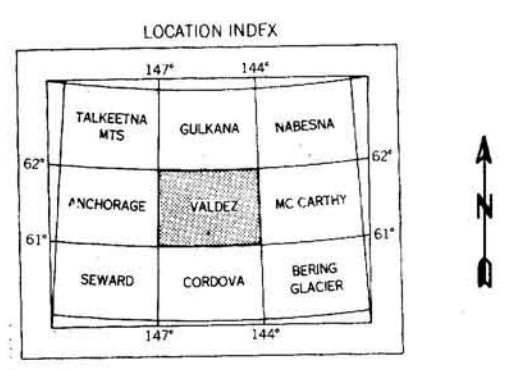 LOCATION INDEX
147° 144°
TALKEETNA
MTS
GULKANA
NABESNA
62° 62°
ANCHORAGE
VALDEZ
MC CARTHY
61° 61°
SEWARD
CORDOVA
BERING
GLACIER
147° 144°
N